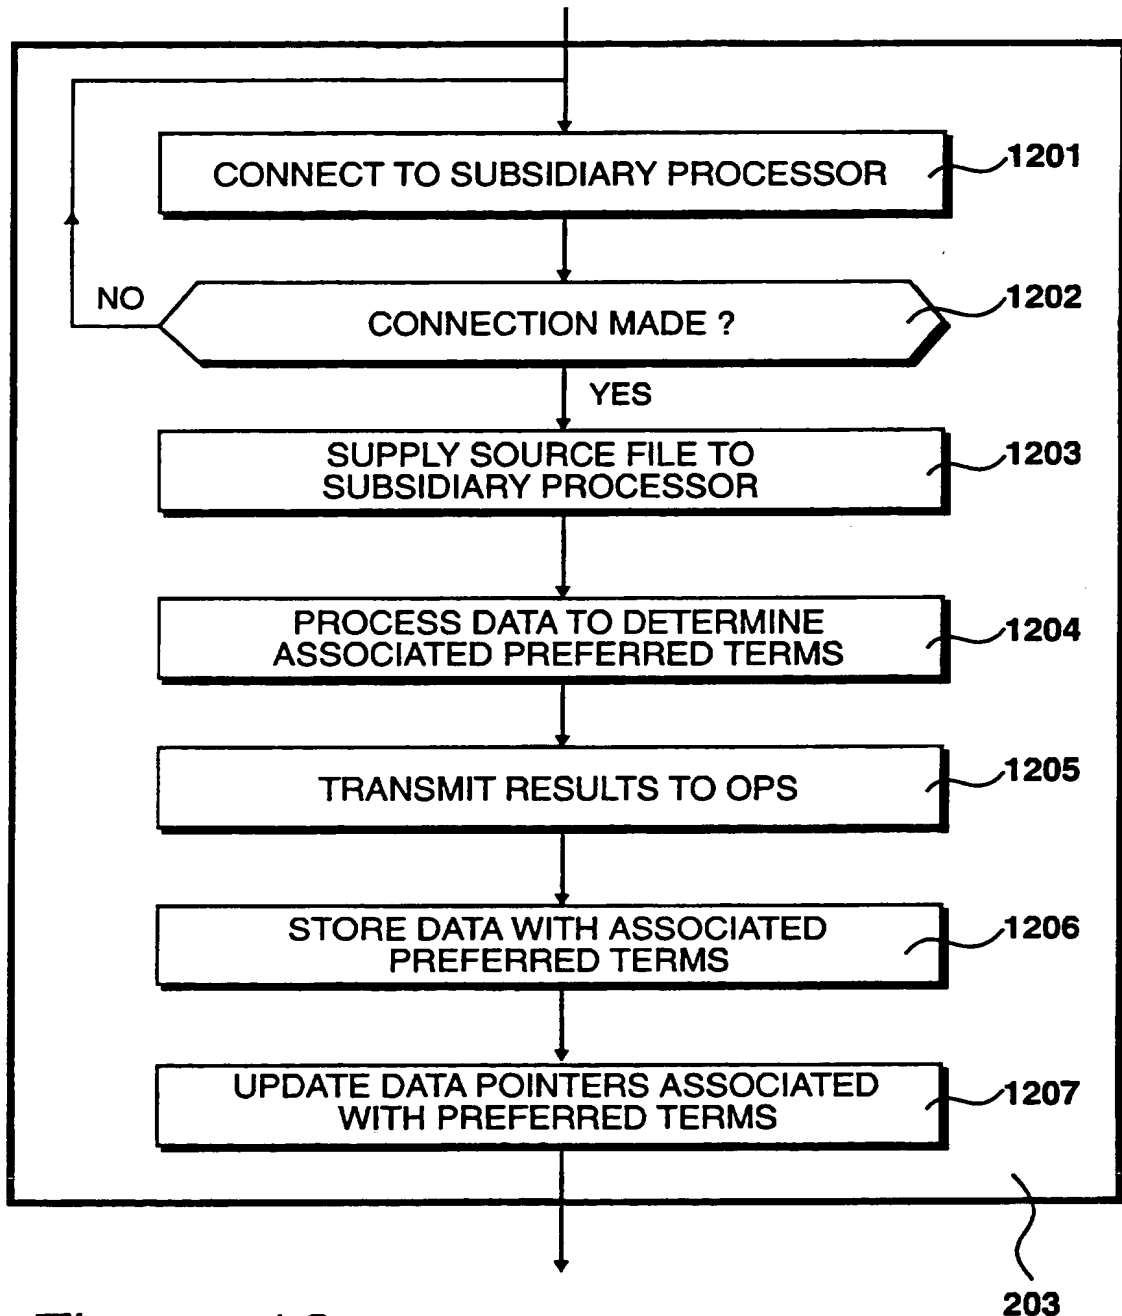 CONNECT TO SUBSIDIARY PROCESSOR
1201
NO
CONNECTION MADE ?
1202
YES
SUPPLY SOURCE FILE TO
SUBSIDIARY PROCESSOR
1203
PROCESS DATA TO DETERMINE
ASSOCIATED PREFERRED TERMS
1204
TRANSMIT RESULTS TO OPS
1205
STORE DATA WITH ASSOCIATED
PREFERRED TERMS
1206
UPDATE DATA POINTERS ASSOCIATED
WITH PREFERRED TERMS
1207
203